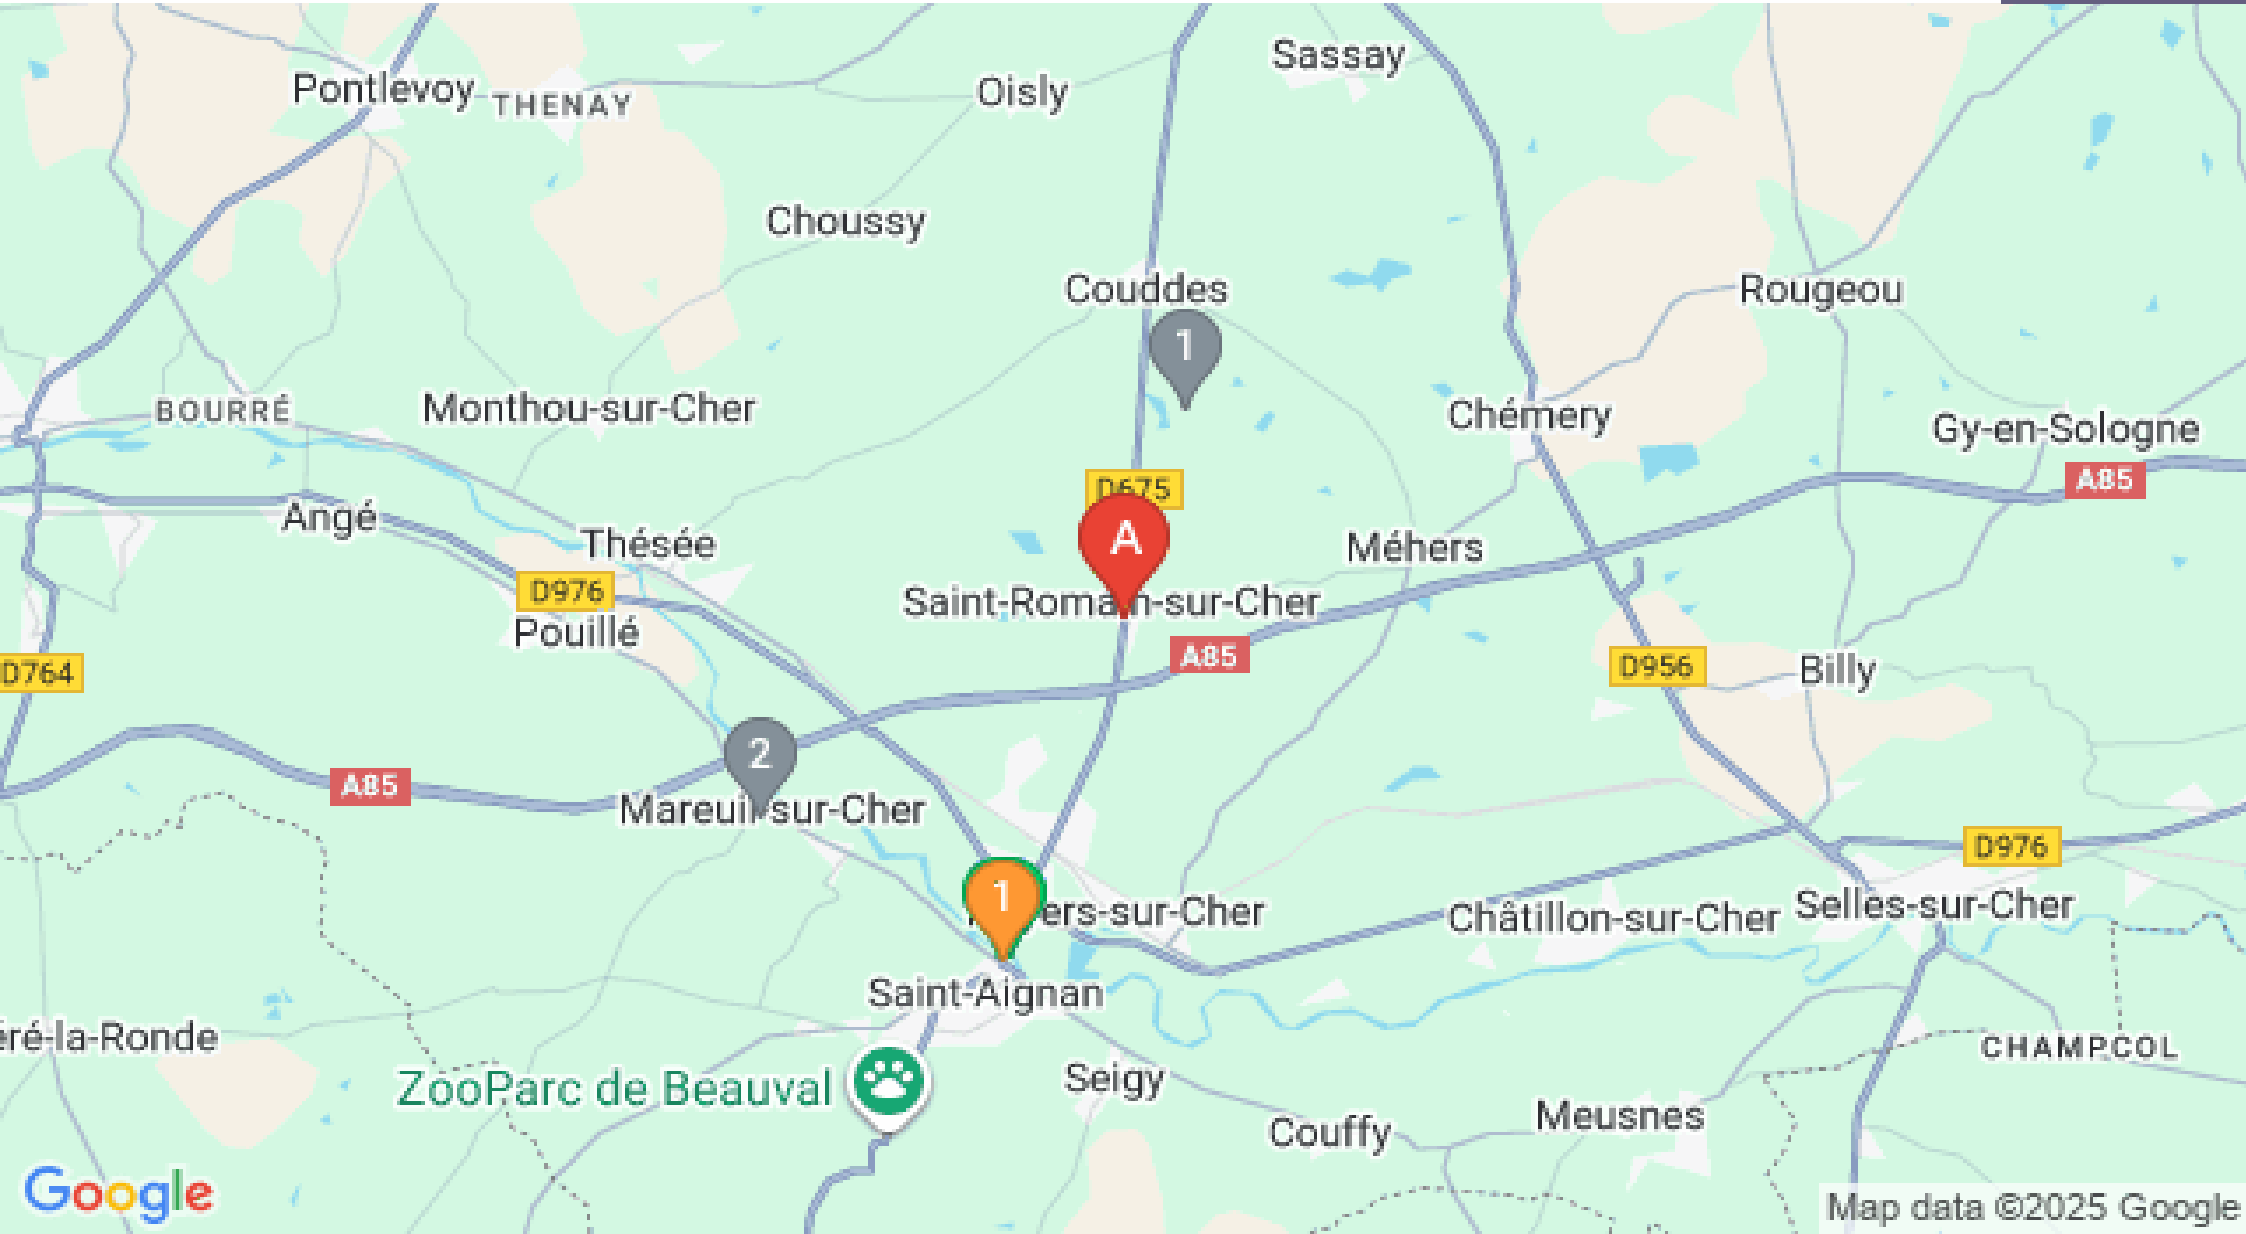 Sassay
Pontlevoy
THENAY
Oisly
Choussy
Couddes
Rougeou
1
BOURRÉ
Monthou-sur-Cher
Chémery
Gy-en-Sologne
A85
D675
Angé
A
Thésée
Méhers
D976
Saint-Romain-sur-Cher
Pouillé
A85
D764
D956
Billy
2
A85
Mareuil-sur-Cher
D976
1
ers-sur-Cher
Châtillon-sur-Cher
Selles-sur-Cher
Saint-Aignan
éré-la-Ronde
CHAMPCOL
ZooParc de Beauval
Seigy
Meusnes
Couffy
Google
Map data ©2025 Google